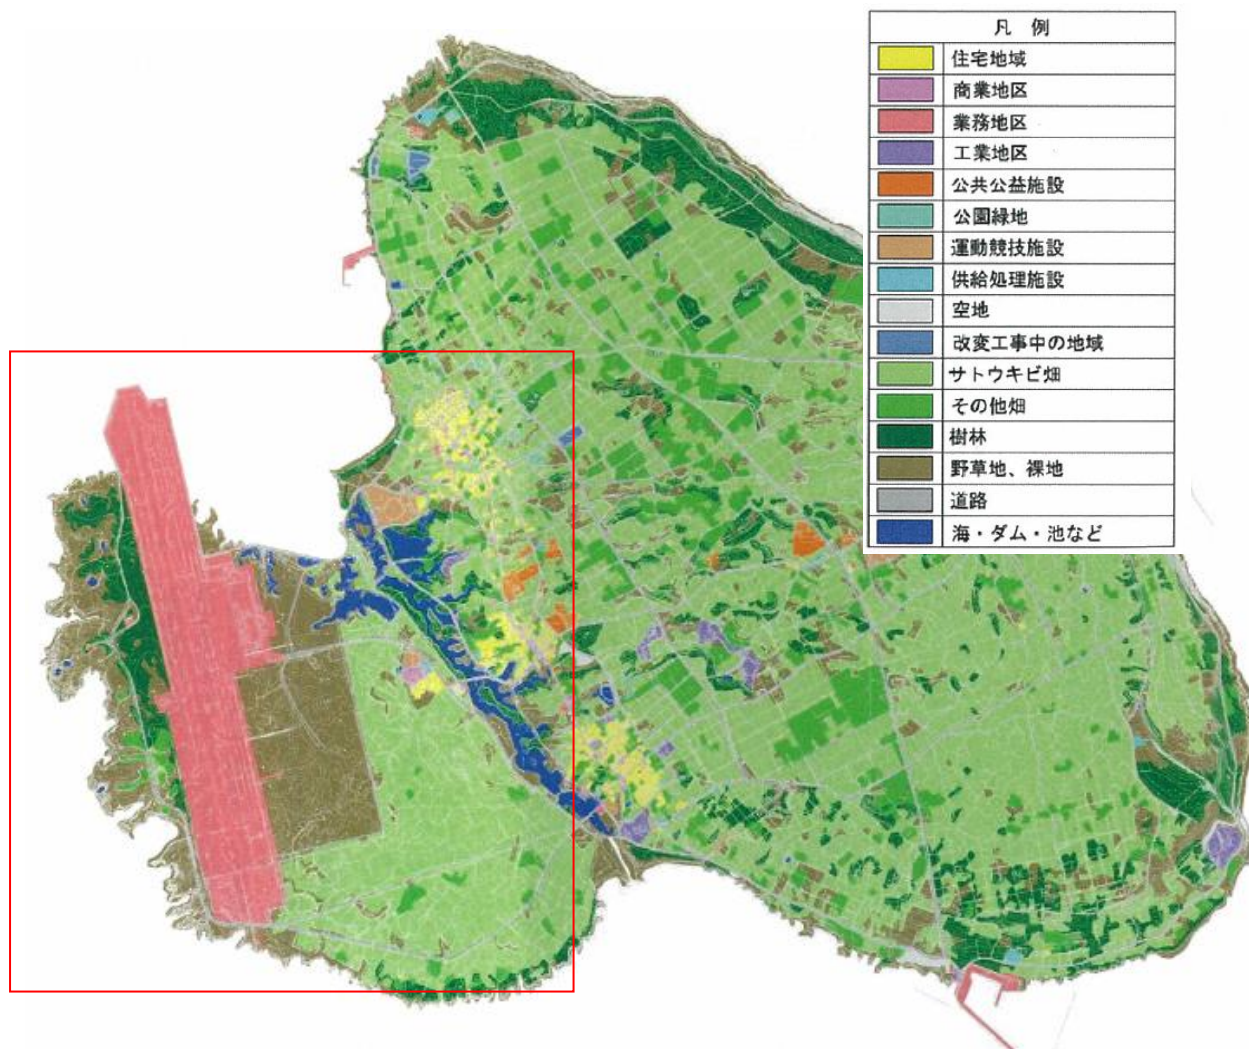 凡 例
住宅地域
商業地区
業務地区
工業地区
公共公益施設
公園緑地
運動競技施設
供給処理施設
空地
改変工事中の地域
サトウキビ畑
その他畑
樹林
野草地、裸地
道路
海・ダム・池など